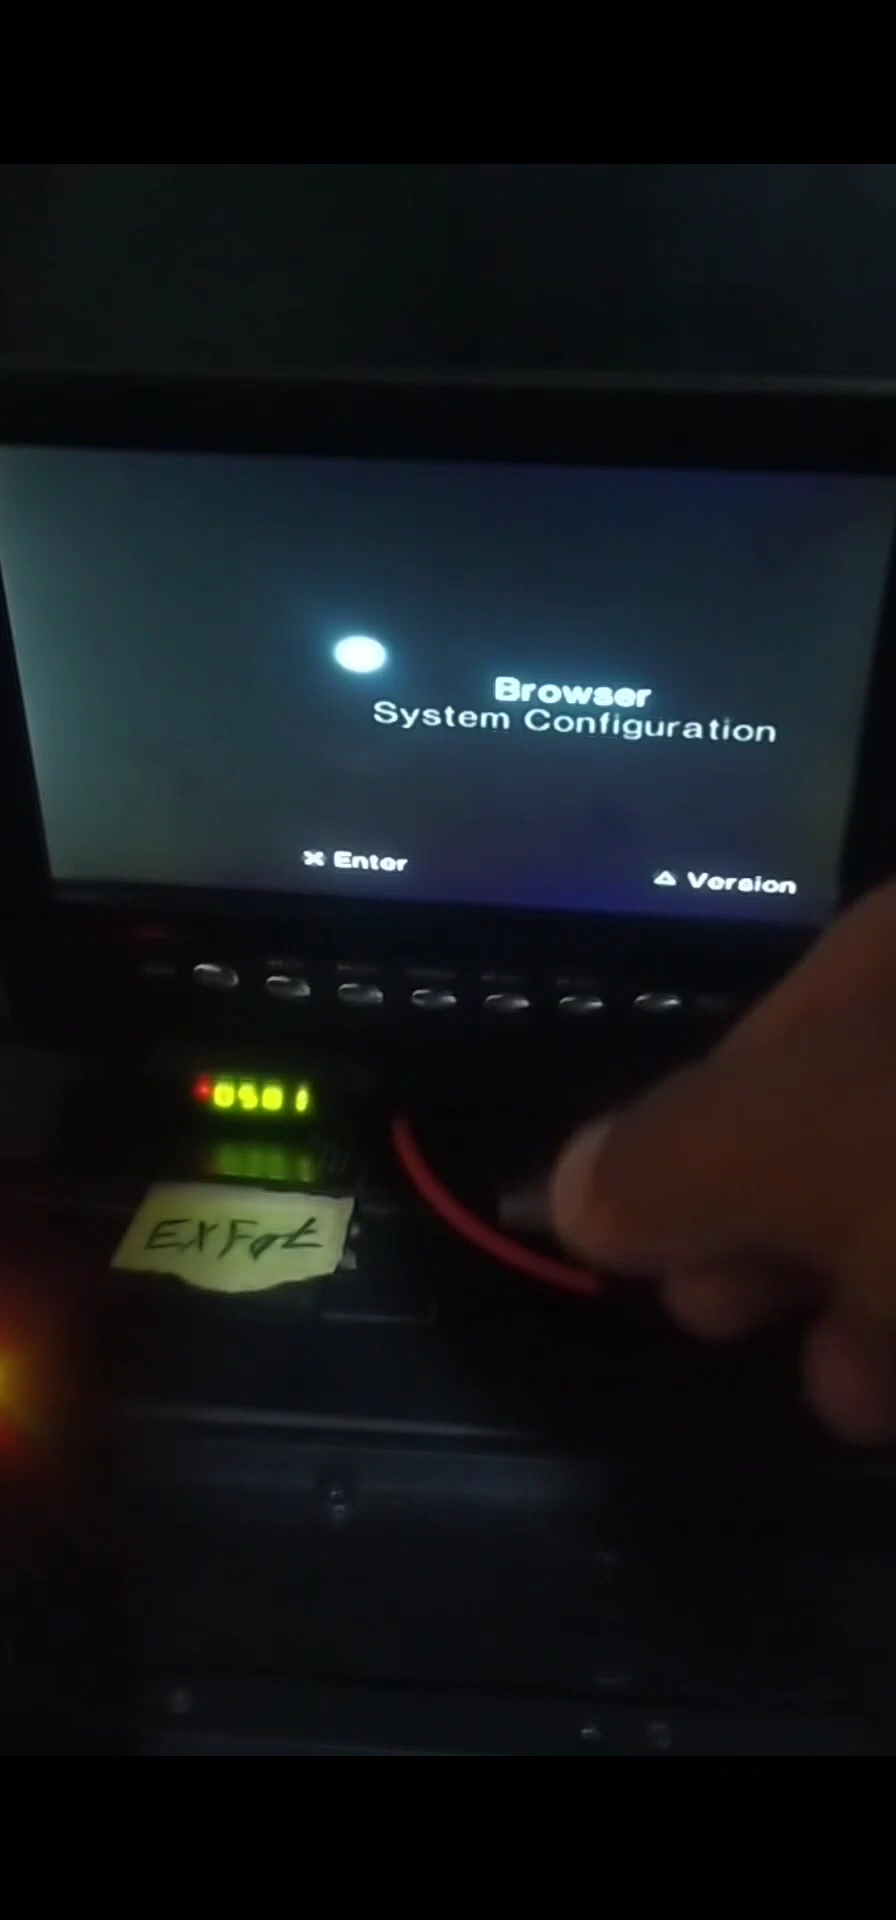 Browser
System Configuration
✕ Enter
△ Version
EXFat